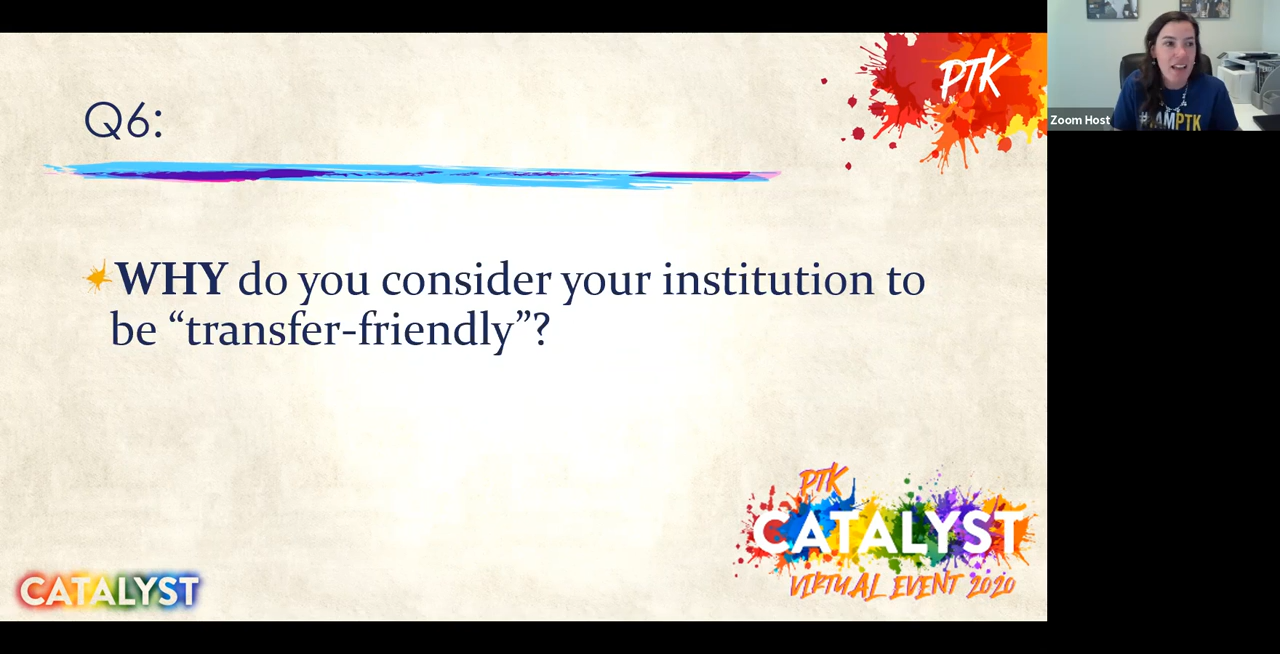 Q6:
WHY do you consider your institution to
be “transfer-friendly”?
PTK
PTK
CATALYST
VIRTUAL EVENT 2020
CATALYST
Zoom Host
#IAMPTK